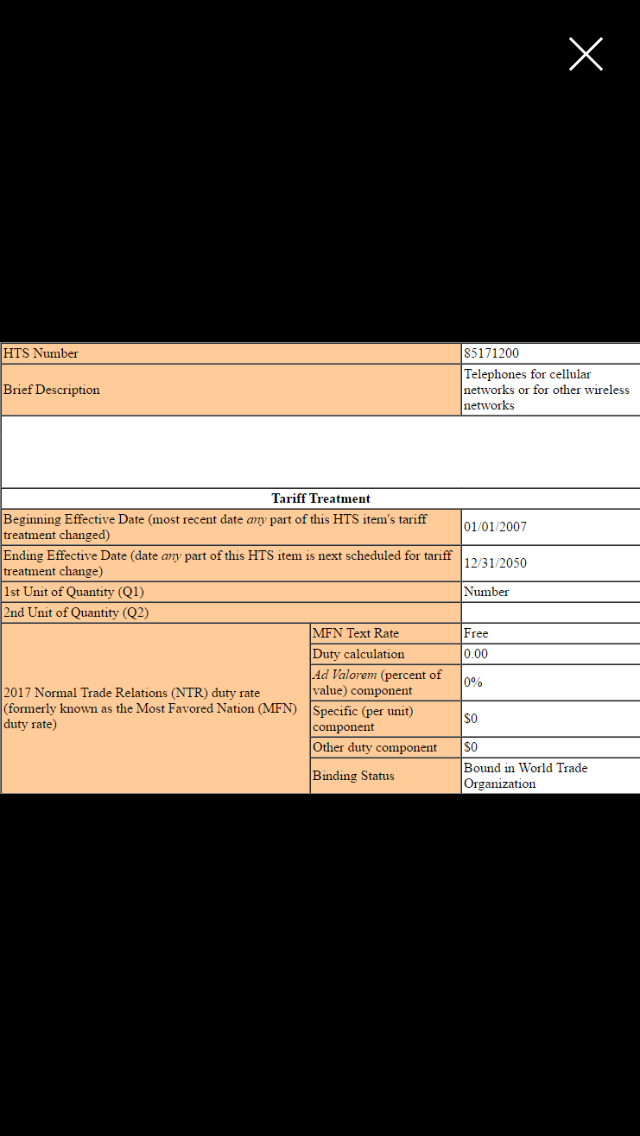 HTS Number
85171200
Brief Description
Telephones for cellular
networks or for other wireless
networks
Tariff Treatment
Beginning Effective Date (most recent date any part of this HTS item's tariff
treatment changed)
01/01/2007
Ending Effective Date (date any part of this HTS item is next scheduled for tariff
treatment change)
12/31/2050
1st Unit of Quantity (Q1)
Number
2nd Unit of Quantity (Q2)
2017 Normal Trade Relations (NTR) duty rate
(formerly known as the Most Favored Nation (MFN)
duty rate)
MFN Text Rate
Free
Duty calculation
0.00
Ad Valorem (percent of
value) component
0%
Specific (per unit)
component
$0
Other duty component
$0
Binding Status
Bound in World Trade
Organization